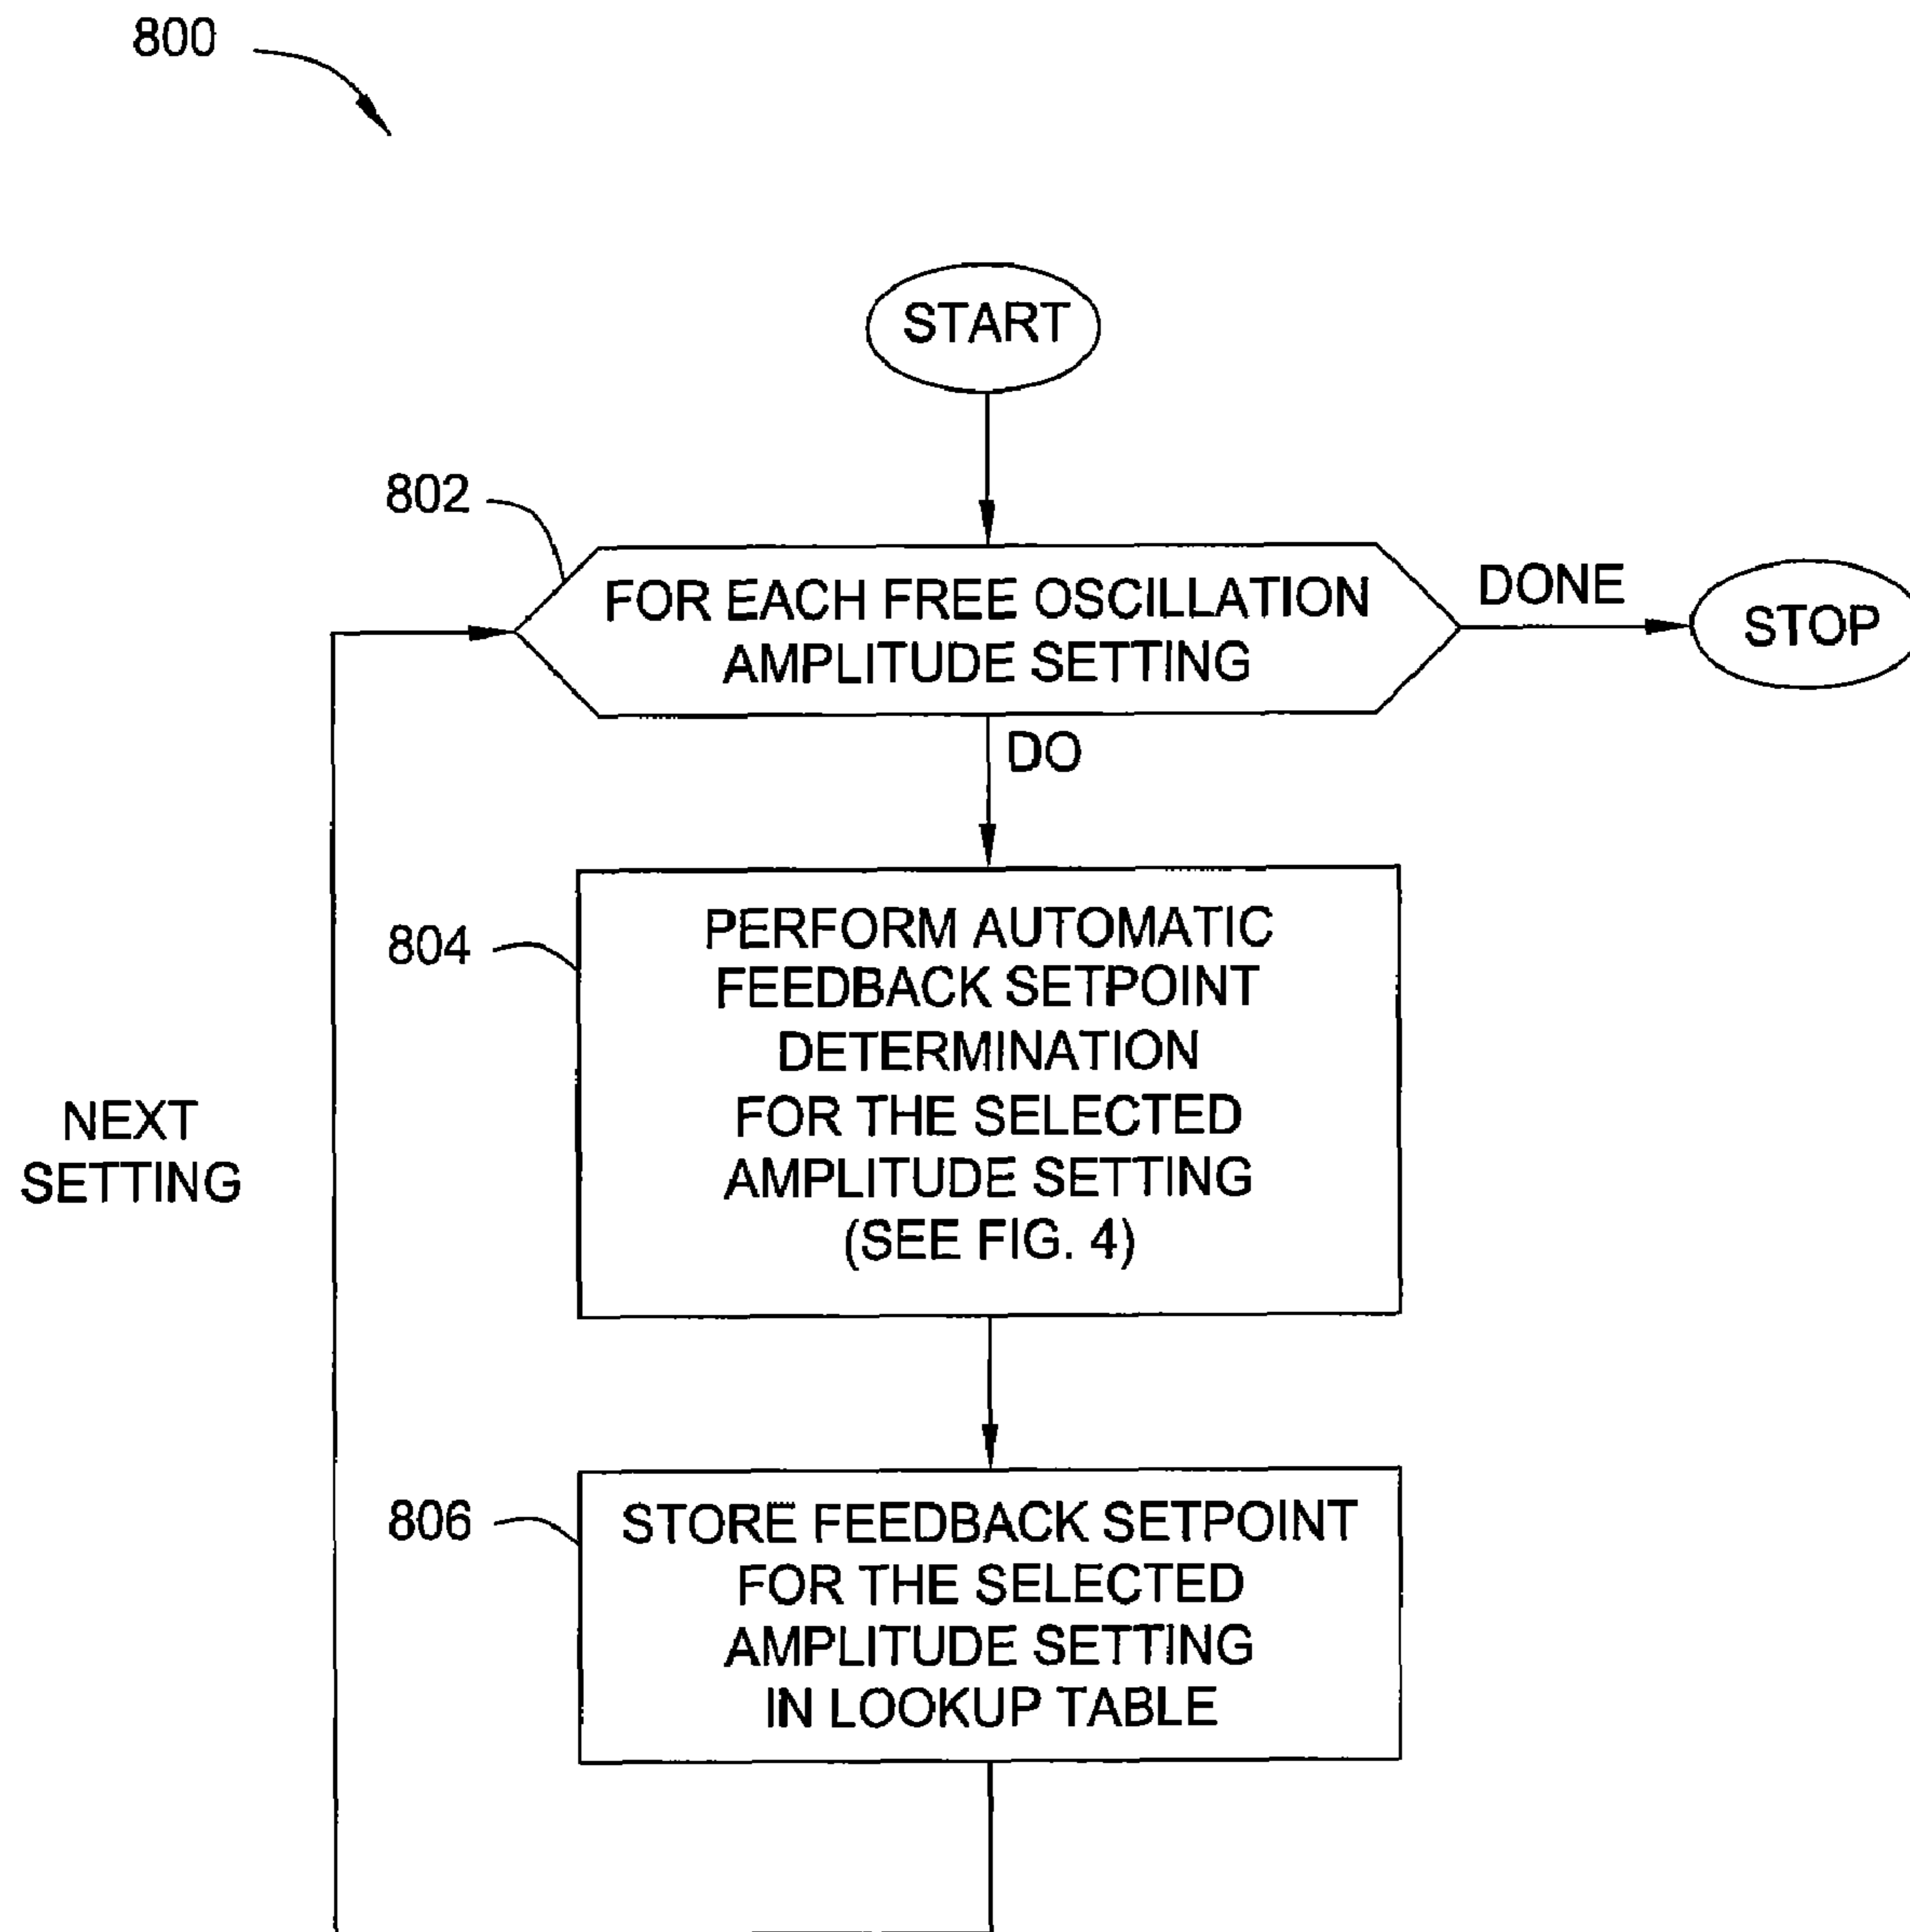 800
START
802
FOR EACH FREE OSCILLATION
AMPLITUDE SETTING
DONE
STOP
DO
804
PERFORM AUTOMATIC
FEEDBACK SETPOINT
DETERMINATION
FOR THE SELECTED
AMPLITUDE SETTING
(SEE FIG. 4)
NEXT
SETTING
806
STORE FEEDBACK SETPOINT
FOR THE SELECTED
AMPLITUDE SETTING
IN LOOKUP TABLE